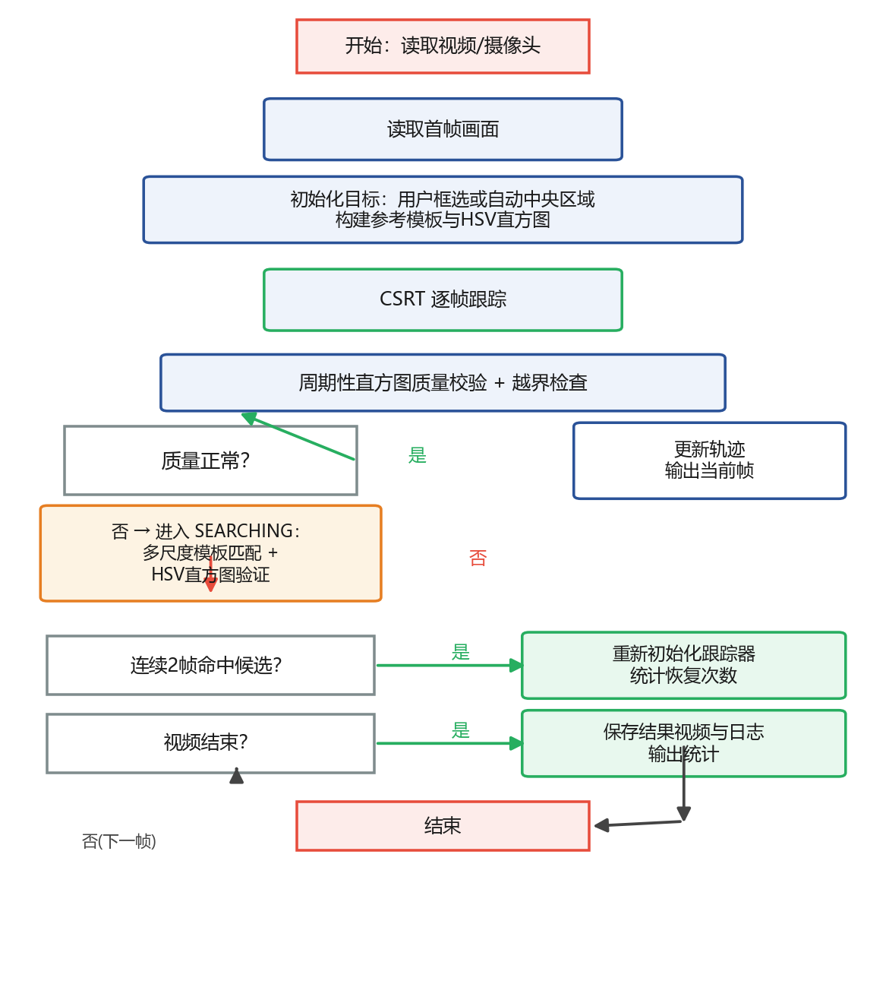 开始：读取视频/摄像头
读取首帧画面
初始化目标：用户框选或自动中央区域
构建参考模板与HSV直方图
CSRT 逐帧跟踪
周期性直方图质量校验 + 越界检查
质量正常？
是
更新轨迹
输出当前帧
否 → 进入 SEARCHING：
多尺度模板匹配 +
HSV直方图验证
否
连续2帧命中候选？
是
重新初始化跟踪器
统计恢复次数
视频结束？
是
保存结果视频与日志
输出统计
结束
否(下一帧)